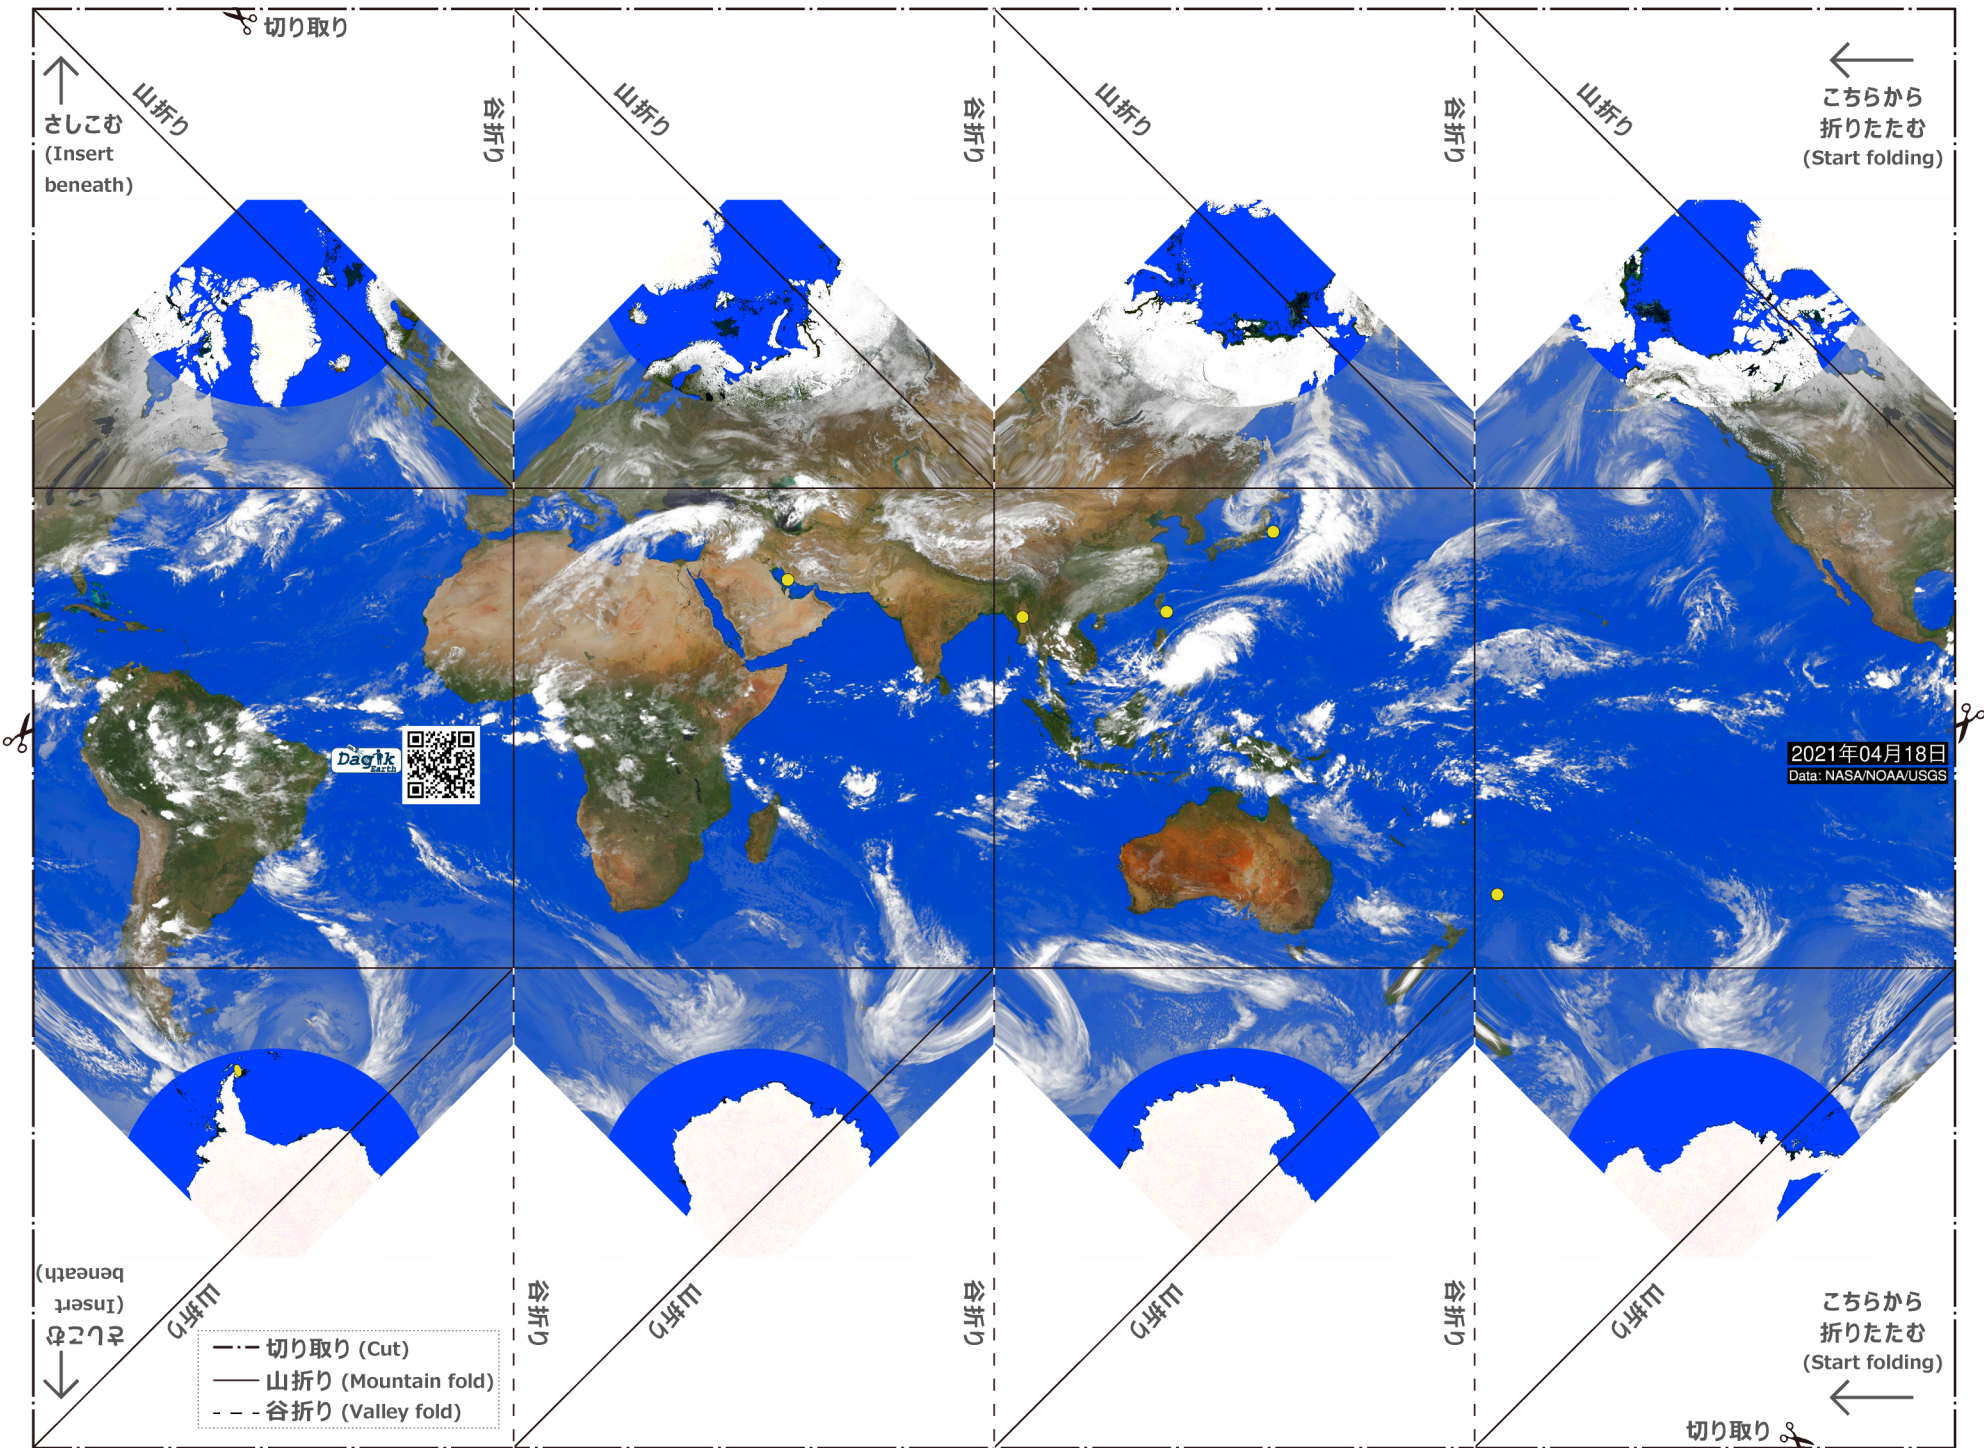 切り取り
山折り
谷折り
山折り
谷折り
山折り
谷折り
山折り
さしこむ
(Insert
beneath)
こちらから
折りたたむ
(Start folding)
Dagik
Earth
2021年04月18日
Data: NASA/NOAA/USGS
さしこむ
(Insert
beneath)
山折り
谷折り
山折り
谷折り
山折り
谷折り
山折り
切り取り (Cut)
山折り (Mountain fold)
谷折り (Valley fold)
こちらから
折りたたむ
(Start folding)
切り取り